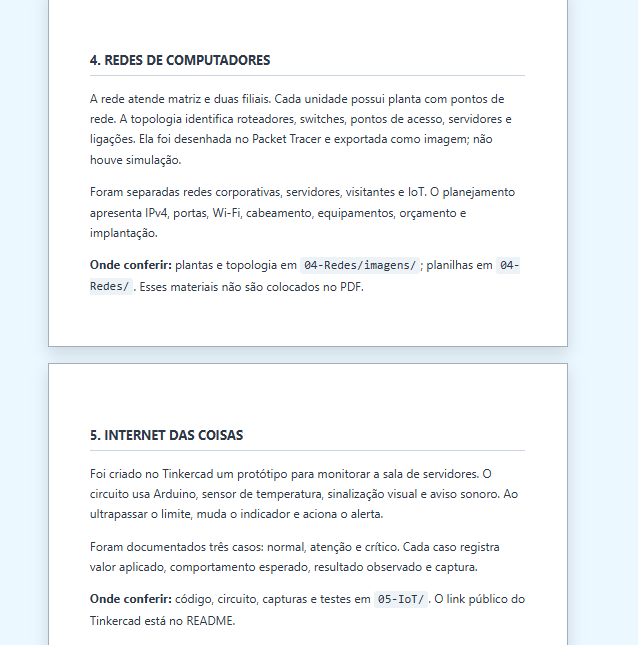 4. REDES DE COMPUTADORES
A rede atende matriz e duas filiais. Cada unidade possui planta com pontos de
rede. A topologia identifica roteadores, switches, pontos de acesso, servidores e
ligações. Ela foi desenhada no Packet Tracer e exportada como imagem; não
houve simulação.
Foram separadas redes corporativas, servidores, visitantes e IoT. O planejamento
apresenta IPv4, portas, Wi-Fi, cabeamento, equipamentos, orçamento e
implantação.
Onde conferir: plantas e topologia em 04-Redes/imagens/ ; planilhas em 04-
Redes/ . Esses materiais não são colocados no PDF.
5. INTERNET DAS COISAS
Foi criado no Tinkercad um protótipo para monitorar a sala de servidores. O
circuito usa Arduino, sensor de temperatura, sinalização visual e aviso sonoro. Ao
ultrapassar o limite, muda o indicador e aciona o alerta.
Foram documentados três casos: normal, atenção e crítico. Cada caso registra
valor aplicado, comportamento esperado, resultado observado e captura.
Onde conferir: código, circuito, capturas e testes em 05-IoT/ . O link público do
Tinkercad está no README.